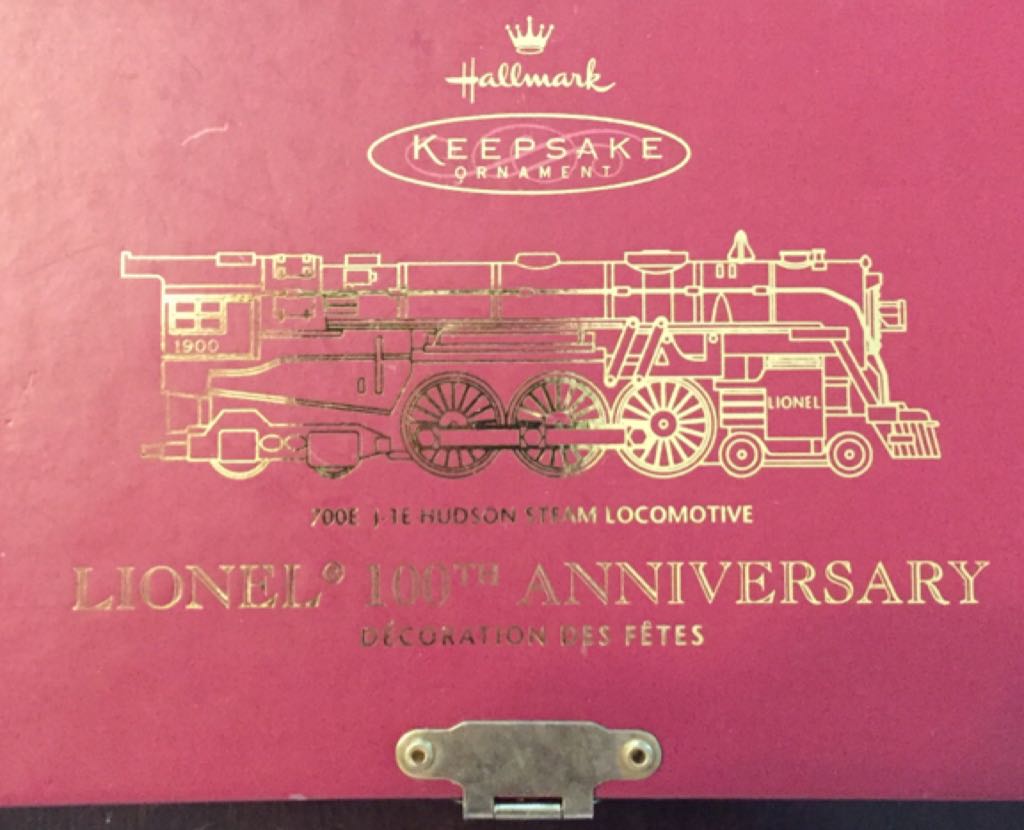 Hallmark
KEEPSAKE
ORNAMENT
1900
LIONEL
700E J-1E HUDSON STEAM LOCOMOTIVE
LIONEL® 100TH ANNIVERSARY
DÉCORATION DES FÊTES